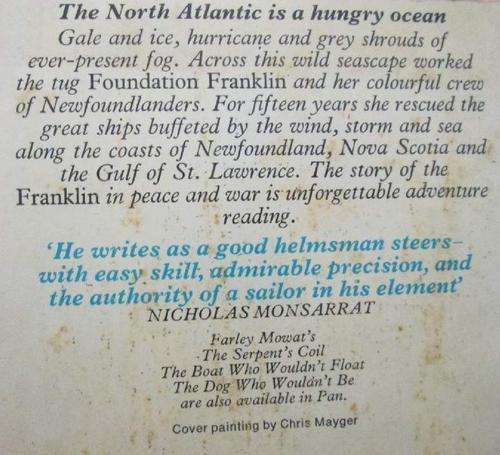 The North Atlantic is a hungry ocean
Gale and ice, hurricane and grey shrouds of
ever-present fog. Across this wild seascape worked
the tug Foundation Franklin and her colourful crew
of Newfoundlanders. For fifteen years she rescued the
great ships buffeted by the wind, storm and sea
along the coasts of Newfoundland, Nova Scotia and
the Gulf of St. Lawrence. The story of the
Franklin in peace and war is unforgettable adventure
reading.
‘He writes as a good helmsman steers–
with easy skill, admirable precision, and
the authority of a sailor in his element’
NICHOLAS MONSARRAT
Farley Mowat's
The Serpent's Coil
The Boat Who Wouldn't Float
The Dog Who Wouldn't Be
are also available in Pan.
Cover painting by Chris Mayger